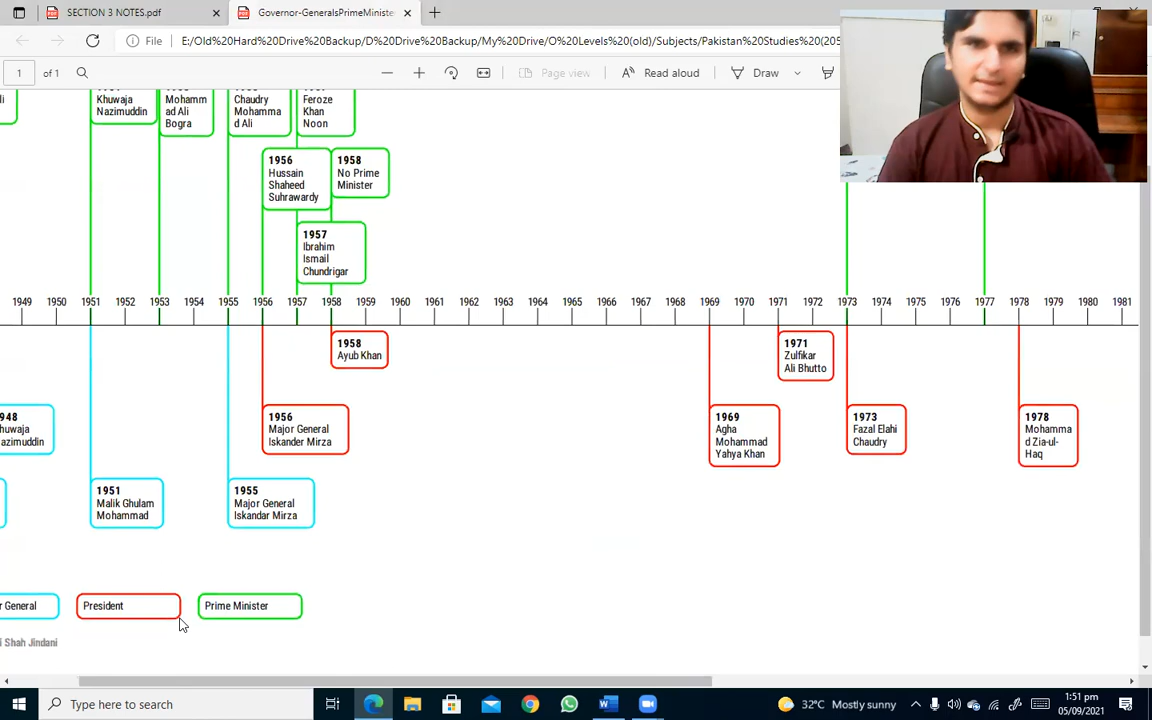 SECTION 3 NOTES.pdf
Governor-GeneralsPrimeMiniste
File
E:/Old%20Hard%20Drive%20Backup/D%20Drive%20Backup/My%20Drive/O%20Levels%20(old)/Subjects/Pakistan%20Studies%20(205
1
of 1
Page view
Read aloud
Draw
Khuwaja
Nazimuddin
Mohamm
ad Ali
Bogra
Chaudry
Mohamma
d Ali
Feroze
Khan
Noon
1956
Hussain
Shaheed
Suhrawardy
1958
No Prime
Minister
1957
Ibrahim
Ismail
Chundrigar
1949 1950 1951 1952 1953 1954 1955 1956 1957 1958 1959 1960 1961 1962 1963 1964 1965 1966 1967 1968 1969 1970 1971 1972 1973 1974 1975 1976 1977 1978 1979 1980 1981
1958
Ayub Khan
1971
Zulfikar
Ali Bhutto
948
huwaja
azimuddin
1956
Major General
Iskander Mirza
1969
Agha
Mohammad
Yahya Khan
1973
Fazal Elahi
Chaudry
1978
Mohamma
d Zia-ul-
Haq
1951
Malik Ghulam
Mohammad
1955
Major General
Iskandar Mirza
r General
President
Prime Minister
i Shah Jindani
Type here to search
32°C Mostly sunny
1:51 pm
05/09/2021